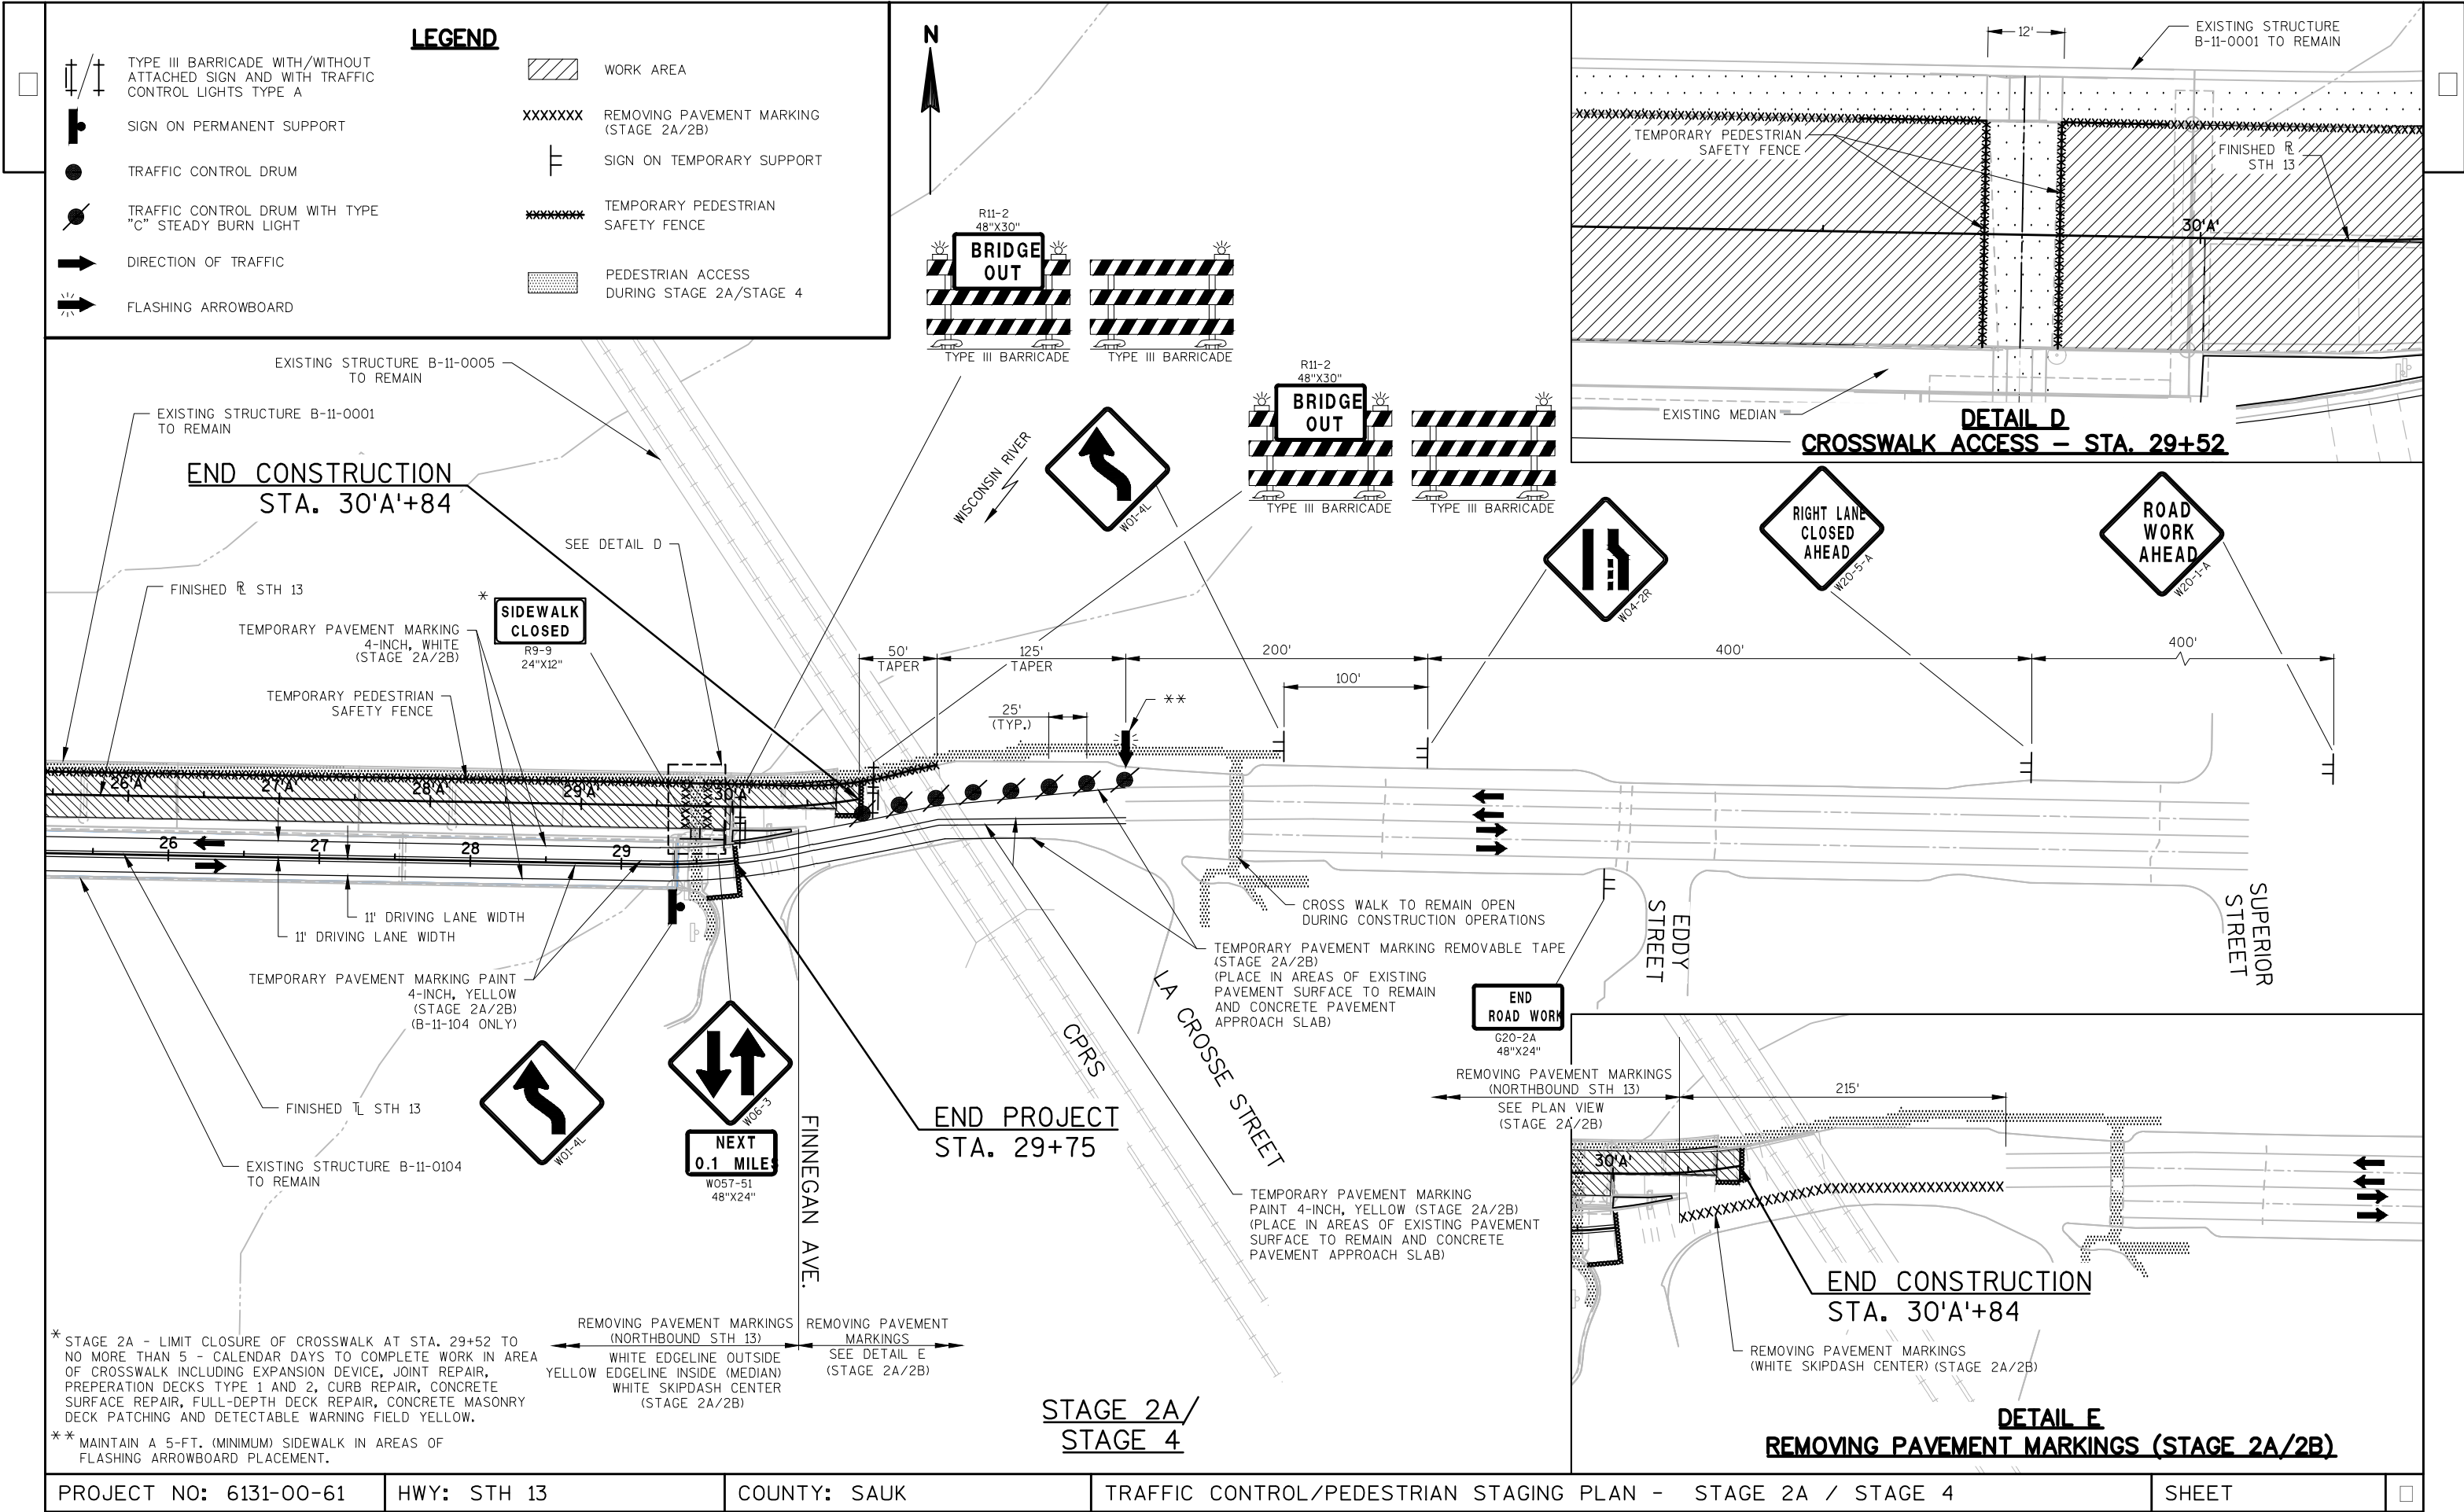 LEGEND
TYPE III BARRICADE WITH/WITHOUT
ATTACHED SIGN AND WITH TRAFFIC
CONTROL LIGHTS TYPE A
SIGN ON PERMANENT SUPPORT
TRAFFIC CONTROL DRUM
TRAFFIC CONTROL DRUM WITH TYPE
"C" STEADY BURN LIGHT
DIRECTION OF TRAFFIC
FLASHING ARROWBOARD
WORK AREA
XXXXXXX
REMOVING PAVEMENT MARKING
(STAGE 2A/2B)
SIGN ON TEMPORARY SUPPORT
TEMPORARY PEDESTRIAN
SAFETY FENCE
PEDESTRIAN ACCESS
DURING STAGE 2A/STAGE 4
N
R11-2
48"X30"
BRIDGE
OUT
TYPE III BARRICADE
TYPE III BARRICADE
R11-2
48"X30"
BRIDGE
OUT
TYPE III BARRICADE
TYPE III BARRICADE
12'
EXISTING STRUCTURE
B-11-0001 TO REMAIN
TEMPORARY PEDESTRIAN
SAFETY FENCE
FINISHED RL
STH 13
30'A'
EXISTING MEDIAN
DETAIL D
CROSSWALK ACCESS - STA. 29+52
EXISTING STRUCTURE B-11-0005
TO REMAIN
EXISTING STRUCTURE B-11-0001
TO REMAIN
END CONSTRUCTION
STA. 30'A'+84
SEE DETAIL D
FINISHED RL STH 13
*
SIDEWALK
CLOSED
R9-9
24"X12"
TEMPORARY PAVEMENT MARKING
4-INCH, WHITE
(STAGE 2A/2B)
TEMPORARY PEDESTRIAN
SAFETY FENCE
WISCONSIN RIVER
WO1-4L
WO4-2R
RIGHT LANE
CLOSED
AHEAD
W20-5-A
ROAD
WORK
AHEAD
W20-1-A
50'
TAPER
125'
TAPER
200'
400'
400'
100'
25'
(TYP.)
**
26'A'
27'A'
28'A'
29'A'
30'A'
26
27
28
29
11' DRIVING LANE WIDTH
11' DRIVING LANE WIDTH
TEMPORARY PAVEMENT MARKING PAINT
4-INCH, YELLOW
(STAGE 2A/2B)
(B-11-104 ONLY)
CROSS WALK TO REMAIN OPEN
DURING CONSTRUCTION OPERATIONS
TEMPORARY PAVEMENT MARKING REMOVABLE TAPE
(STAGE 2A/2B)
(PLACE IN AREAS OF EXISTING
PAVEMENT SURFACE TO REMAIN
AND CONCRETE PAVEMENT
APPROACH SLAB)
EDDY
STREET
SUPERIOR
STREET
END
ROAD WORK
G20-2A
48"X24"
LA CROSSE STREET
CPRS
FINISHED TL STH 13
EXISTING STRUCTURE B-11-0104
TO REMAIN
WO1-4L
WO6-3
NEXT
0.1 MILES
WO57-51
48"X24"
FINNEGAN AVE.
END PROJECT
STA. 29+75
TEMPORARY PAVEMENT MARKING
PAINT 4-INCH, YELLOW (STAGE 2A/2B)
(PLACE IN AREAS OF EXISTING PAVEMENT
SURFACE TO REMAIN AND CONCRETE
PAVEMENT APPROACH SLAB)
REMOVING PAVEMENT MARKINGS
(NORTHBOUND STH 13)
SEE PLAN VIEW
(STAGE 2A/2B)
215'
30'A'
END CONSTRUCTION
STA. 30'A'+84
REMOVING PAVEMENT MARKINGS
(WHITE SKIPDASH CENTER) (STAGE 2A/2B)
DETAIL E
REMOVING PAVEMENT MARKINGS (STAGE 2A/2B)
REMOVING PAVEMENT MARKINGS
(NORTHBOUND STH 13)
WHITE EDGELINE OUTSIDE
YELLOW EDGELINE INSIDE (MEDIAN)
WHITE SKIPDASH CENTER
(STAGE 2A/2B)
REMOVING PAVEMENT
MARKINGS
SEE DETAIL E
(STAGE 2A/2B)
* STAGE 2A - LIMIT CLOSURE OF CROSSWALK AT STA. 29+52 TO
NO MORE THAN 5 - CALENDAR DAYS TO COMPLETE WORK IN AREA
OF CROSSWALK INCLUDING EXPANSION DEVICE, JOINT REPAIR,
PREPERATION DECKS TYPE 1 AND 2, CURB REPAIR, CONCRETE
SURFACE REPAIR, FULL-DEPTH DECK REPAIR, CONCRETE MASONRY
DECK PATCHING AND DETECTABLE WARNING FIELD YELLOW.
** MAINTAIN A 5-FT. (MINIMUM) SIDEWALK IN AREAS OF
FLASHING ARROWBOARD PLACEMENT.
STAGE 2A/
STAGE 4
PROJECT NO: 6131-00-61
HWY: STH 13
COUNTY: SAUK
TRAFFIC CONTROL/PEDESTRIAN STAGING PLAN - STAGE 2A / STAGE 4
SHEET